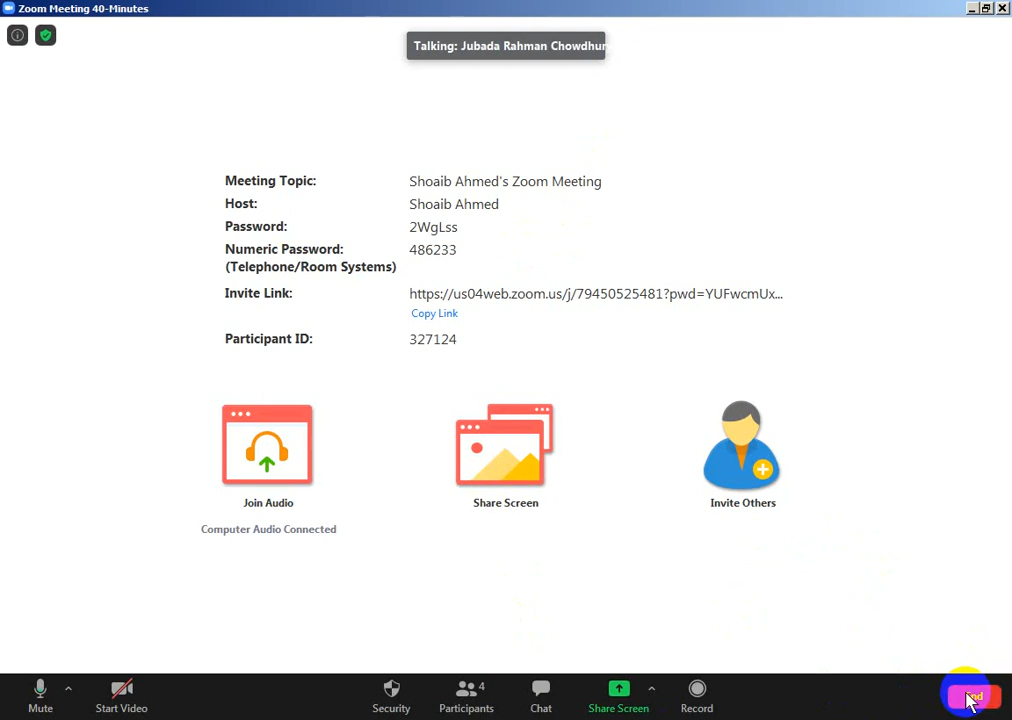 Zoom Meeting 40-Minutes
Talking: Jubada Rahman Chowdhur
Meeting Topic: Shoaib Ahmed's Zoom Meeting
Host: Shoaib Ahmed
Password: 2WgLss
Numeric Password: 486233
(Telephone/Room Systems)
Invite Link: https://us04web.zoom.us/j/79450525481?pwd=YUFwcmUx...
Copy Link
Participant ID: 327124
Join Audio Share Screen Invite Others
Computer Audio Connected
4
Mute Start Video Security Participants Chat Share Screen Record